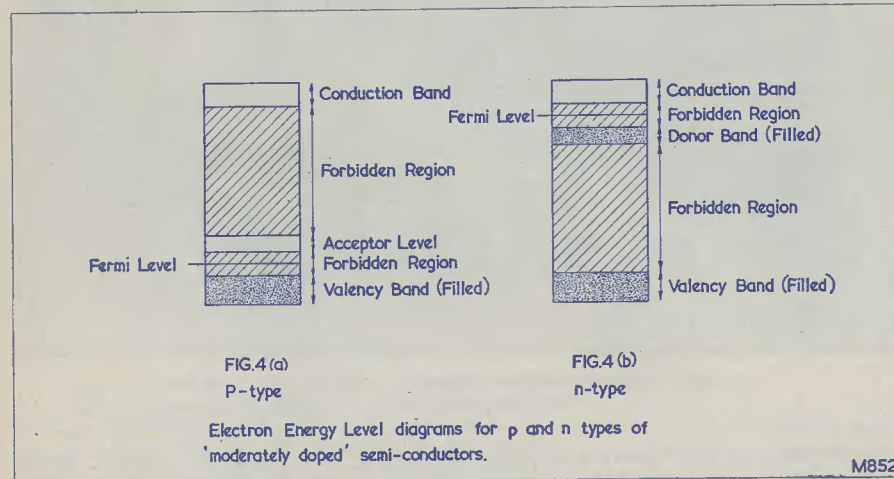 Conduction Band
Forbidden Region
Acceptor Level
Fermi Level
Forbidden Region
Valency Band (Filled)
FIG.4 (a)
P-type
Conduction Band
Fermi Level
Forbidden Region
Donor Band (Filled)
Forbidden Region
Valency Band (Filled)
FIG.4 (b)
n-type
Electron Energy Level diagrams for p and n types of
'moderately doped' semi-conductors.
M852